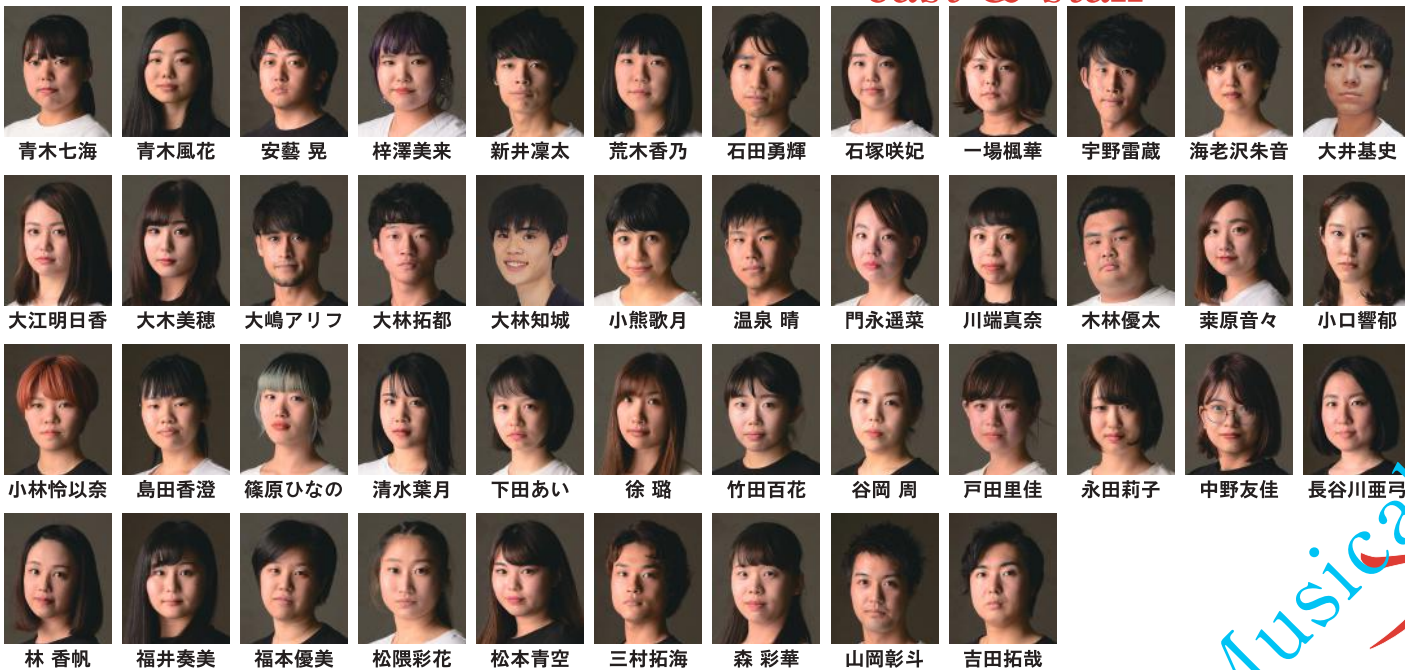 cast & staff
青木七海 青木風花 安藝 晃 梓澤美来 新井凜太 荒木香乃 石田勇輝 石塚咲妃 一場楓華 宇野雷蔵 海老沢朱音 大井基史
大江明日香 大木美穂 大嶋アリフ 大林拓都 大林知城 小熊歌月 温泉 晴 門永遥菜 川端真奈 木林優太 桒原音々 小口響郁
小林怜以奈 島田香澄 篠原ひなの 清水葉月 下田あい 徐 璐 竹田百花 谷岡 周 戸田里佳 永田莉子 中野友佳 長谷川亜弓
林 香帆 福井奏美 福本優美 松隈彩花 松本青空 三村拓海 森 彩華 山岡彰斗 吉田拓哉
Musical